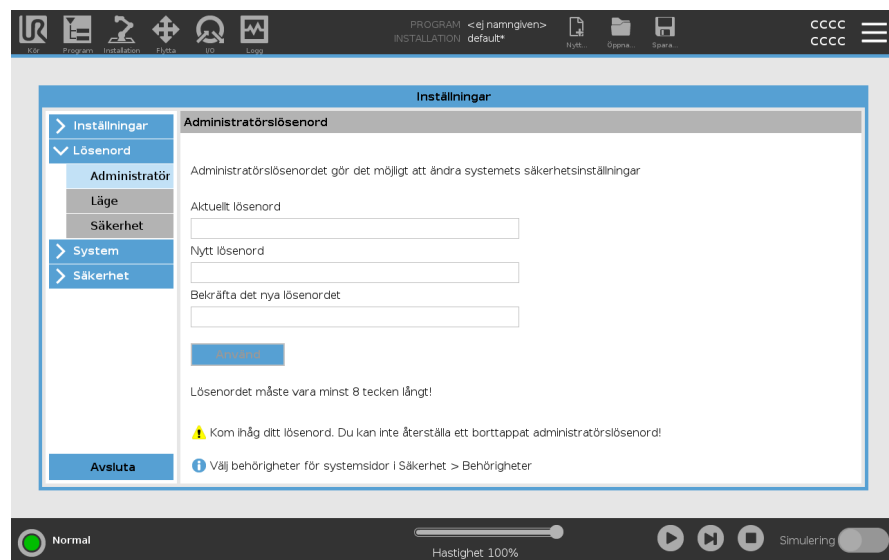 UR
PROGRAM <ej namngiven>
INSTALLATION default*
CCCC
CCCC
Kör Program Installation Flytta I/O Logg Nytt... Öppna... Spara...
Inställningar
Inställningar
Lösenord
Administratör
Läge
Säkerhet
System
Säkerhet
Avsluta
Administratörslösenord
Administratörslösenordet gör det möjligt att ändra systemets säkerhetsinställningar
Aktuellt lösenord
Nytt lösenord
Bekräfta det nya lösenordet
Använd
Lösenordet måste vara minst 8 tecken långt!
Kom ihåg ditt lösenord. Du kan inte återställa ett borttappat administratörslösenord!
Välj behörigheter för systemsidor i Säkerhet > Behörigheter
Normal
Hastighet 100%
Simulering